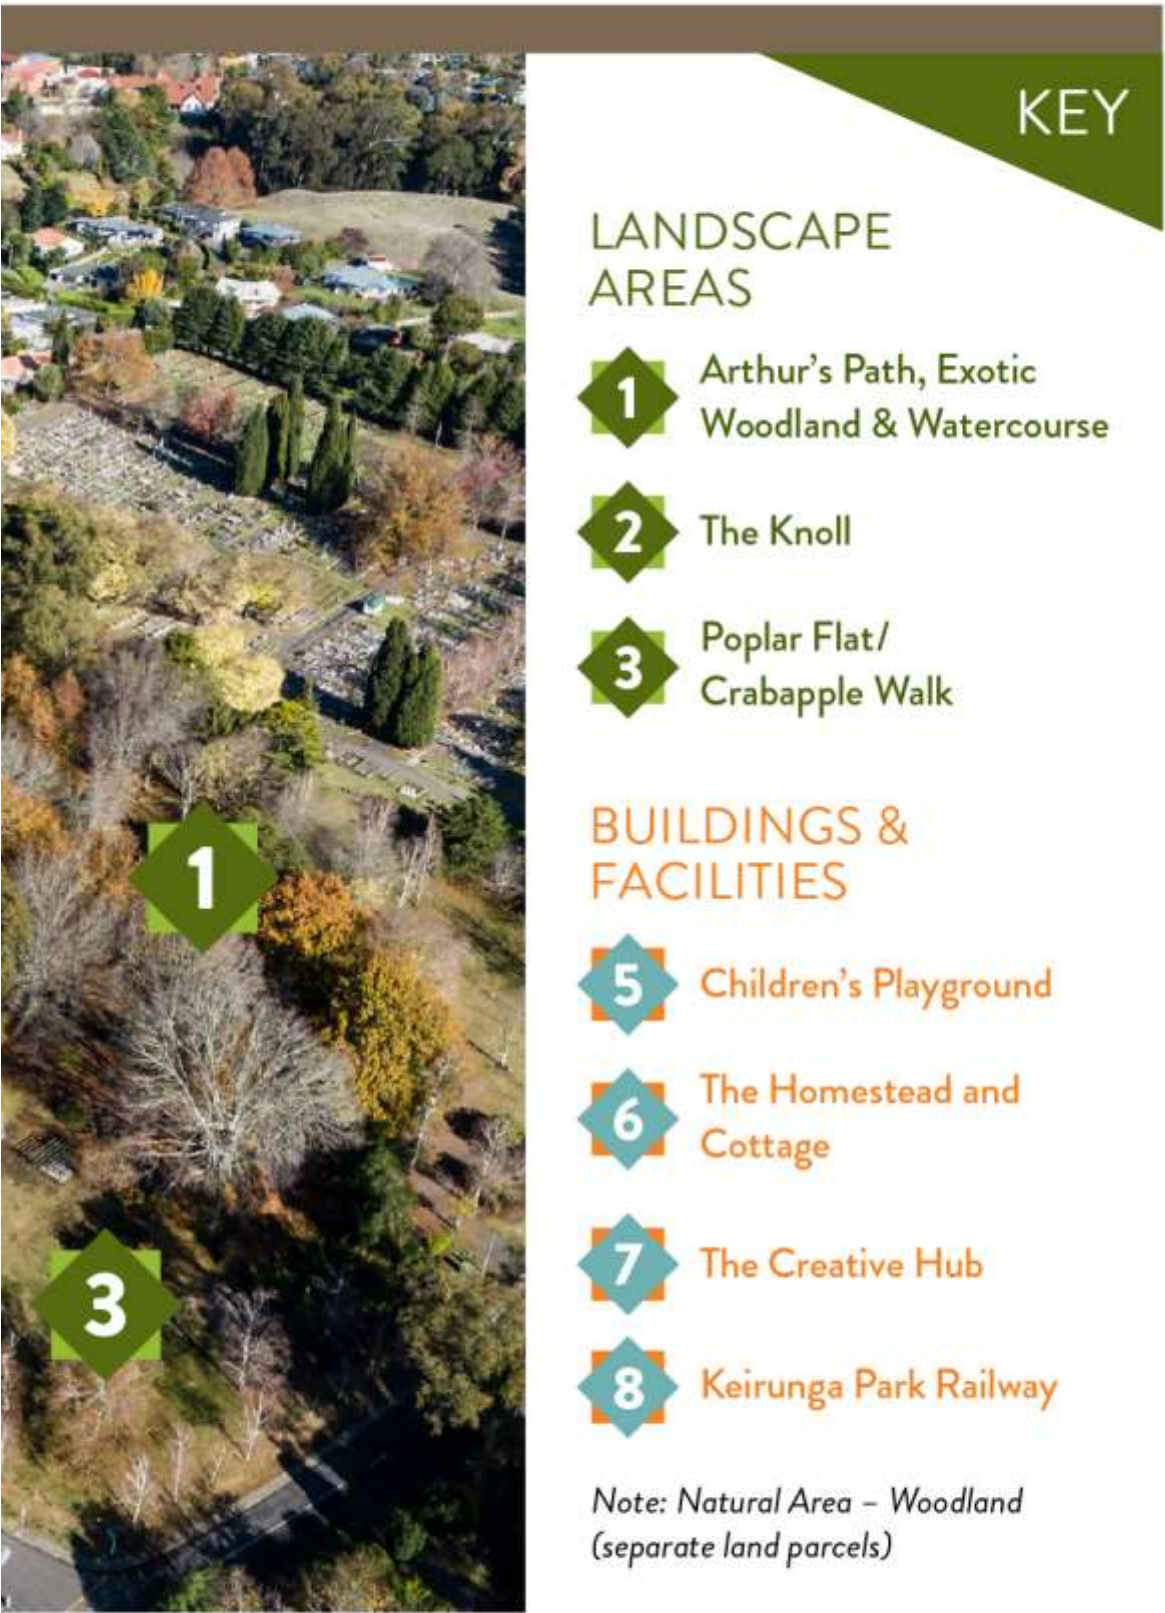 KEY
LANDSCAPE
AREAS
1
Arthur's Path, Exotic
Woodland & Watercourse
2
The Knoll
3
Poplar Flat/
Crabapple Walk
BUILDINGS &
FACILITIES
5
Children's Playground
6
The Homestead and
Cottage
7
The Creative Hub
8
Keirunga Park Railway
Note: Natural Area – Woodland
(separate land parcels)
1
3